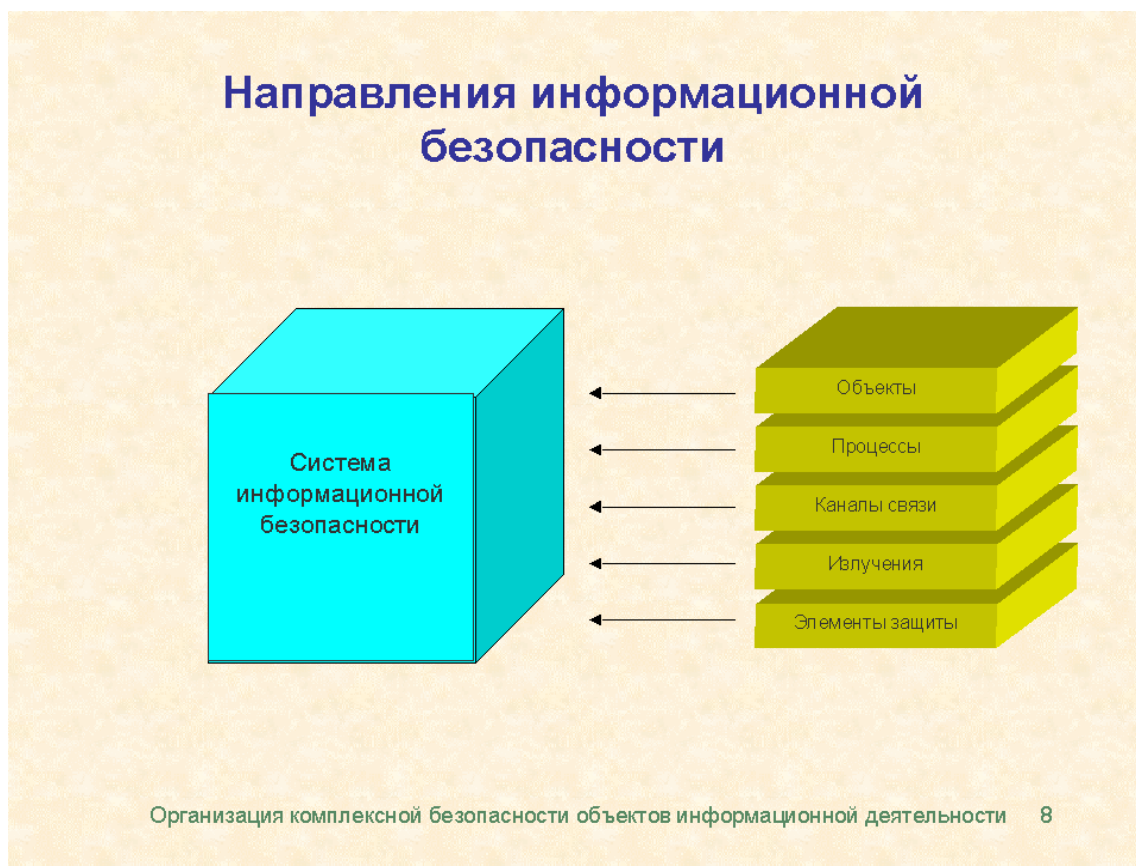 Направления информационной
безопасности
Система
информационной
безопасности
Объекты
Процессы
Каналы связи
Излучения
Элементы защиты
Организация комплексной безопасности объектов информационной деятельности 8